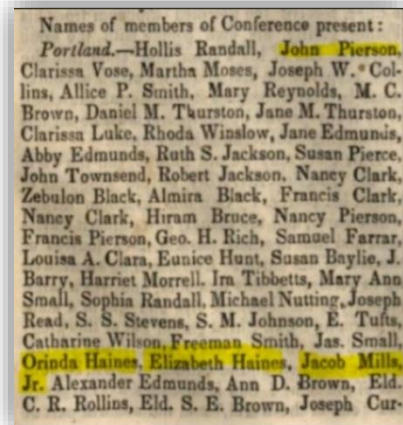 Names of members of Conference present:
Portland.—Hollis Randall, John Pierson,
Clarissa Vose, Martha Moses, Joseph W. Col-
lins, Allice P. Smith, Mary Reynolds, M. C.
Brown, Daniel M. Thurston, Jane M. Thurston,
Clarissa Luke, Rhoda Winslow, Jane Edmunds,
Abby Edmunds, Ruth S. Jackson, Susan Pierce,
John Townsend, Robert Jackson, Nancy Clark,
Zebulon Black, Almira Black, Francis Clark,
Nancy Clark, Hiram Bruce, Nancy Pierson,
Francis Pierson, Geo. H. Rich, Samuel Farrar,
Louisa A. Clara, Eunice Hunt, Susan Baylie, J.
Barry, Harriet Morrell. Ira Tibbetts, Mary Ann
Small, Sophia Randall, Michael Nutting, Joseph
Read, S. S. Stevens, S. M. Johnson, E. Tufts,
Catharine Wilson, Freeman Smith, Jas. Small,
Orinda Haines, Elizabeth Haines, Jacob Mills,
Jr. Alexander Edmunds, Ann D. Brown, Eld.
C. R. Rollins, Eld. S. E. Brown, Joseph Cur-